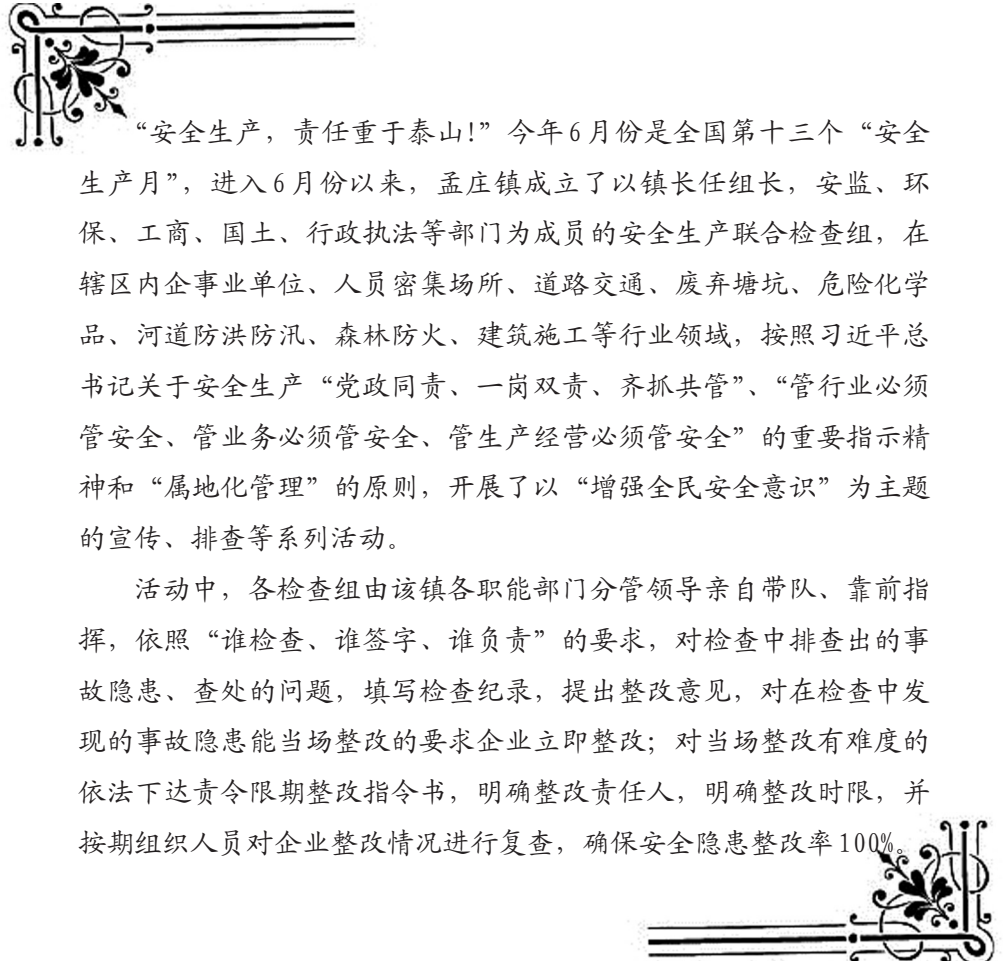 “安全生产，责任重于泰山！”今年6月份是全国第十三个“安全
生产月”，进入6月份以来，孟庄镇成立了以镇长任组长，安监、环
保、工商、国土、行政执法等部门为成员的安全生产联合检查组，在
辖区内企事业单位、人员密集场所、道路交通、废弃塘坑、危险化学
品、河道防洪防汛、森林防火、建筑施工等行业领域，按照习近平总
书记关于安全生产“党政同责、一岗双责、齐抓共管”、“管行业必须
管安全、管业务必须管安全、管生产经营必须管安全”的重要指示精
神和“属地化管理”的原则，开展了以“增强全民安全意识”为主题
的宣传、排查等系列活动。
活动中，各检查组由该镇各职能部门分管领导亲自带队、靠前指
挥，依照“谁检查、谁签字、谁负责”的要求，对检查中排查出的事
故隐患、查处的问题，填写检查纪录，提出整改意见，对在检查中发
现的事故隐患能当场整改的要求企业立即整改；对当场整改有难度的
依法下达责令限期整改指令书，明确整改责任人，明确整改时限，并
按期组织人员对企业整改情况进行复查，确保安全隐患整改率100%。